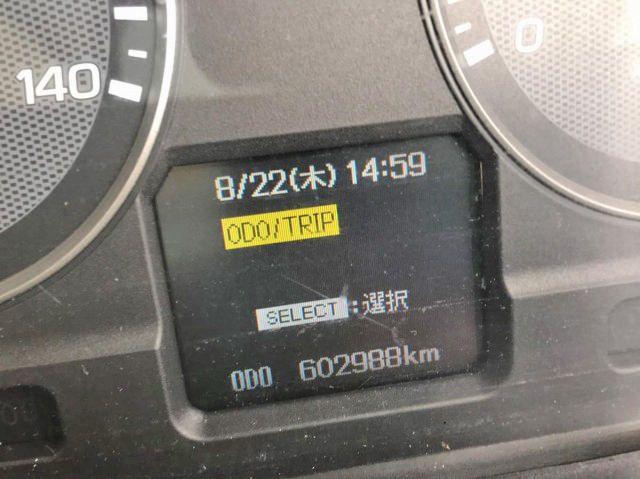 140
0
8/22(木) 14:59
ODO/TRIP
SELECT :選択
ODO 602988km